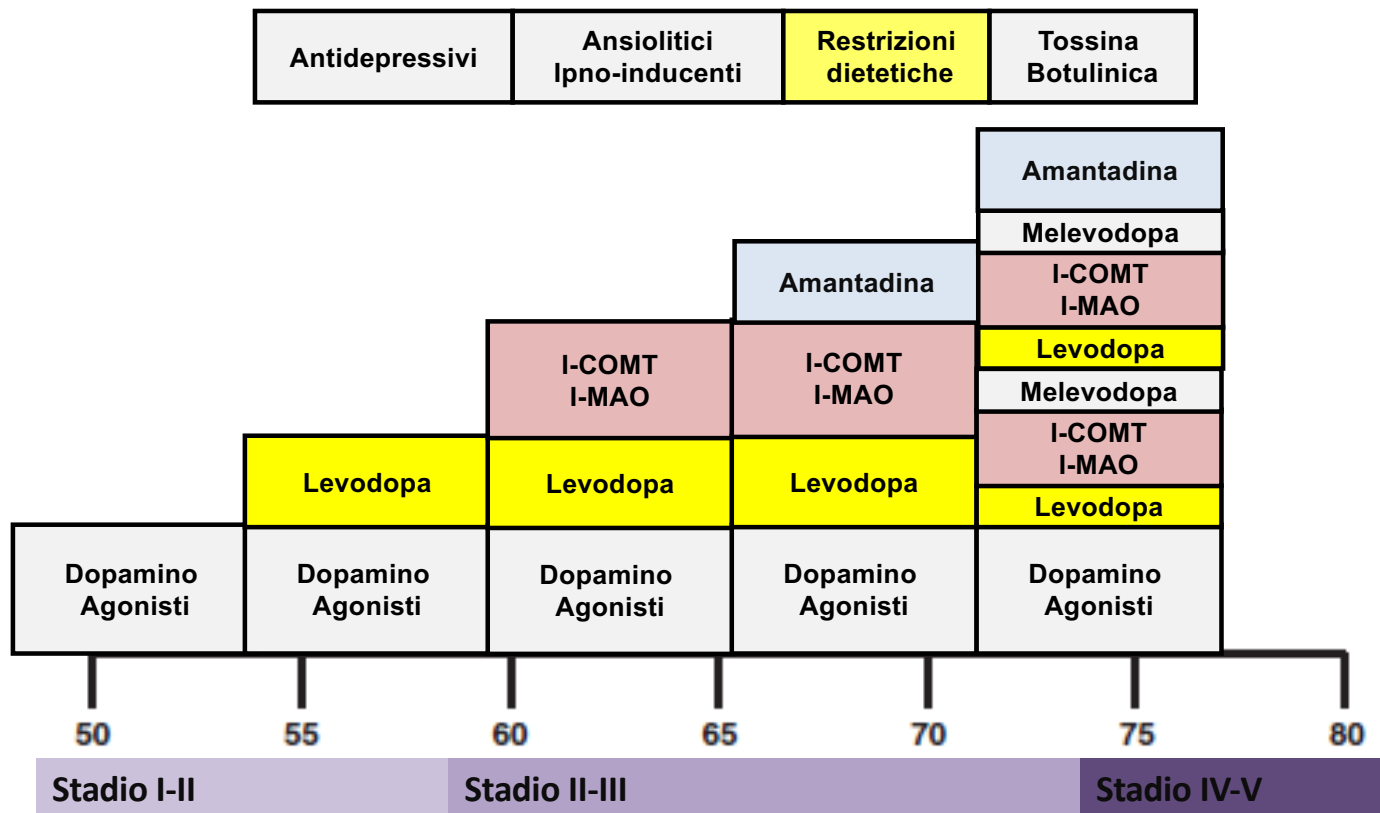 Antidepressivi
Ansiolitici
Ipno-inducenti
Restrizioni
dietetiche
Tossina
Botulinica
Amantadina
Melevodopa
I-COMT
I-MAO
Levodopa
Melevodopa
I-COMT
I-MAO
Levodopa
Dopamino
Agonisti
Amantadina
I-COMT
I-MAO
Levodopa
Dopamino
Agonisti
I-COMT
I-MAO
Levodopa
Dopamino
Agonisti
Levodopa
Dopamino
Agonisti
Dopamino
Agonisti
50 55 60 65 70 75 80
Stadio I-II
Stadio II-III
Stadio IV-V